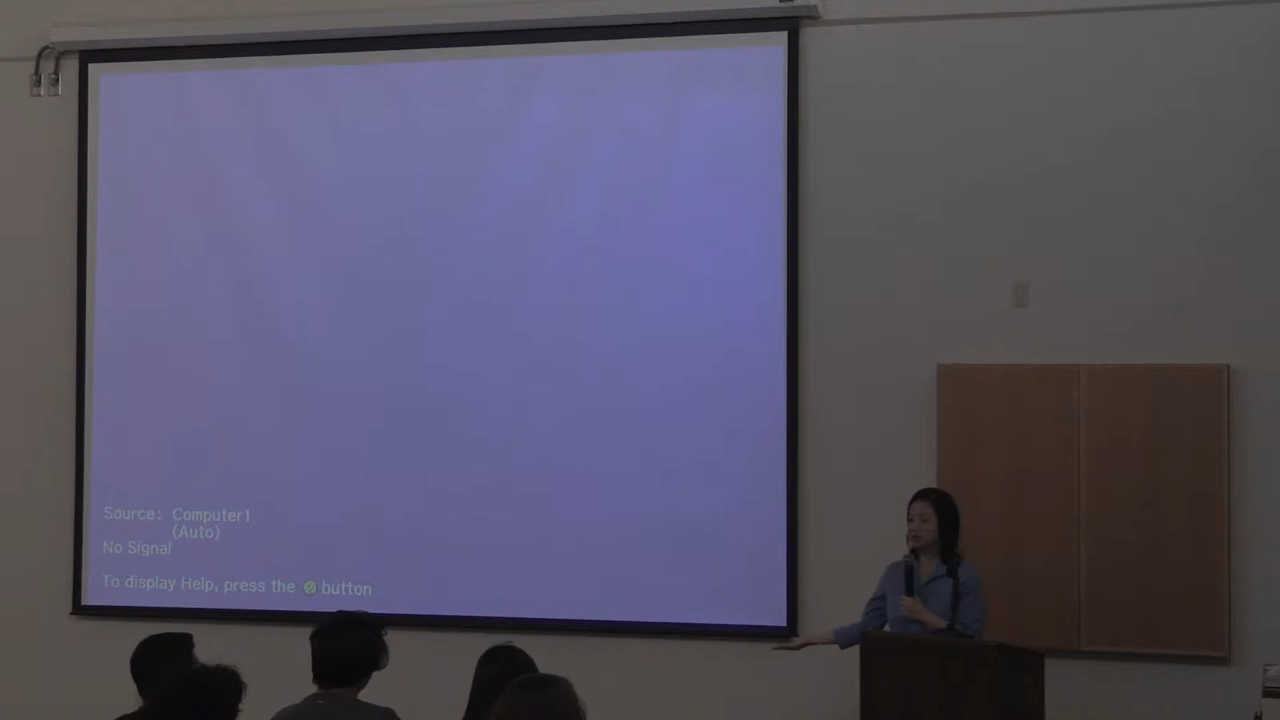 Source: Computer1
(Auto)
No Signal
To display Help, press the ? button